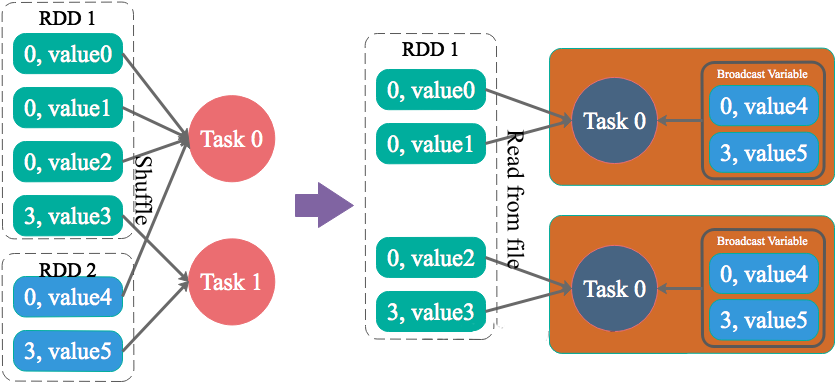 RDD 1
0, value0
0, value1
0, value2
3, value3
Shuffle
RDD 2
0, value4
3, value5
Task 0
Task 1
RDD 1
0, value0
0, value1
0, value2
3, value3
Read from file
Task 0
Broadcast Variable
0, value4
3, value5
Task 0
Broadcast Variable
0, value4
3, value5